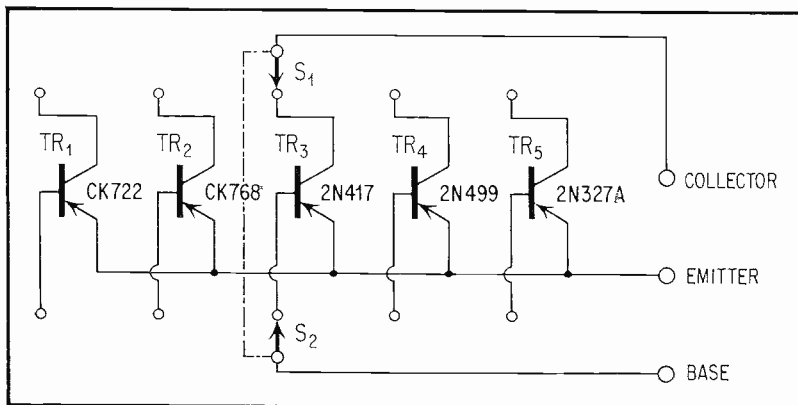 S₁
TR₁
TR₂
TR₃
TR₄
TR₅
CK722
CK768
2N417
2N499
2N327A
COLLECTOR
EMITTER
S₂
BASE